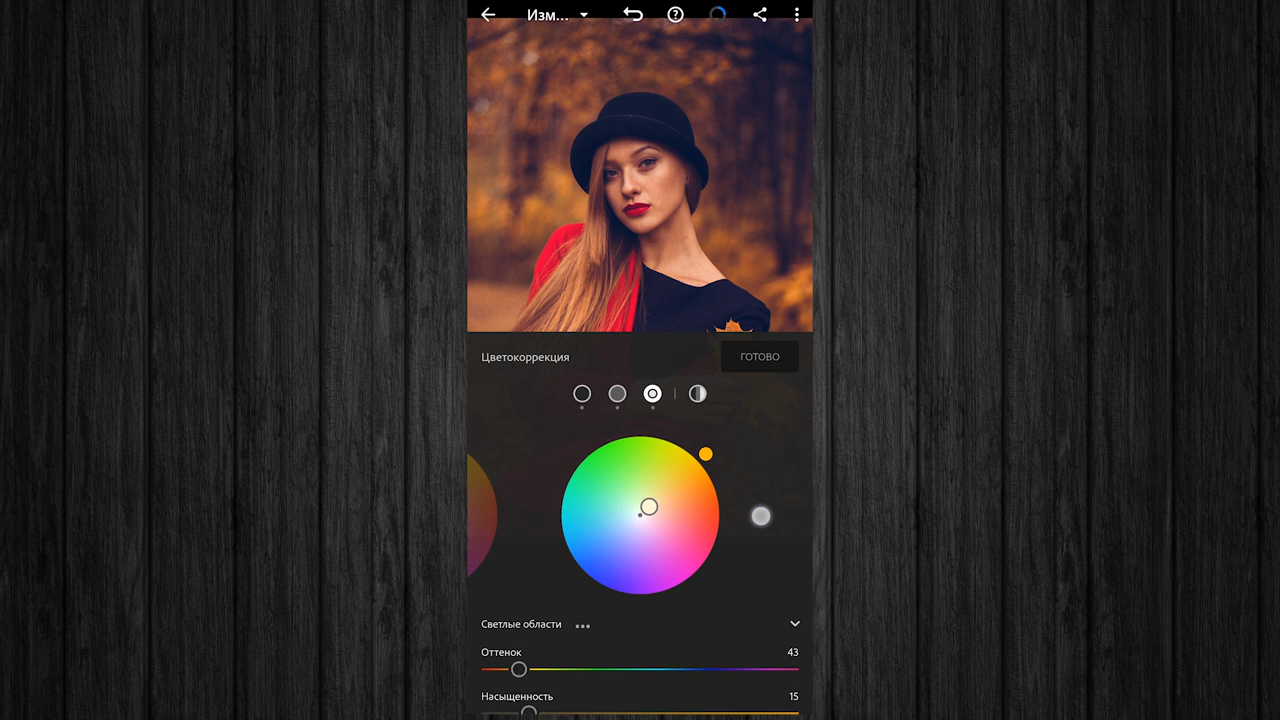 Изм...
Цветокоррекция
ГОТОВО
Светлые области
Оттенок 43
Насыщенность 15